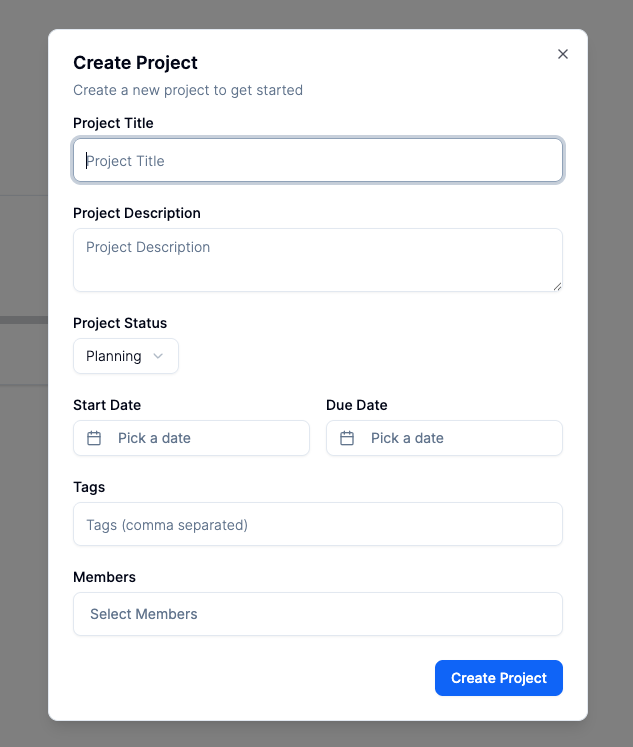 Create Project
Create a new project to get started
Project Title
Project Title
Project Description
Project Description
Project Status
Planning
Start Date Due Date
Pick a date Pick a date
Tags
Tags (comma separated)
Members
Select Members
Create Project